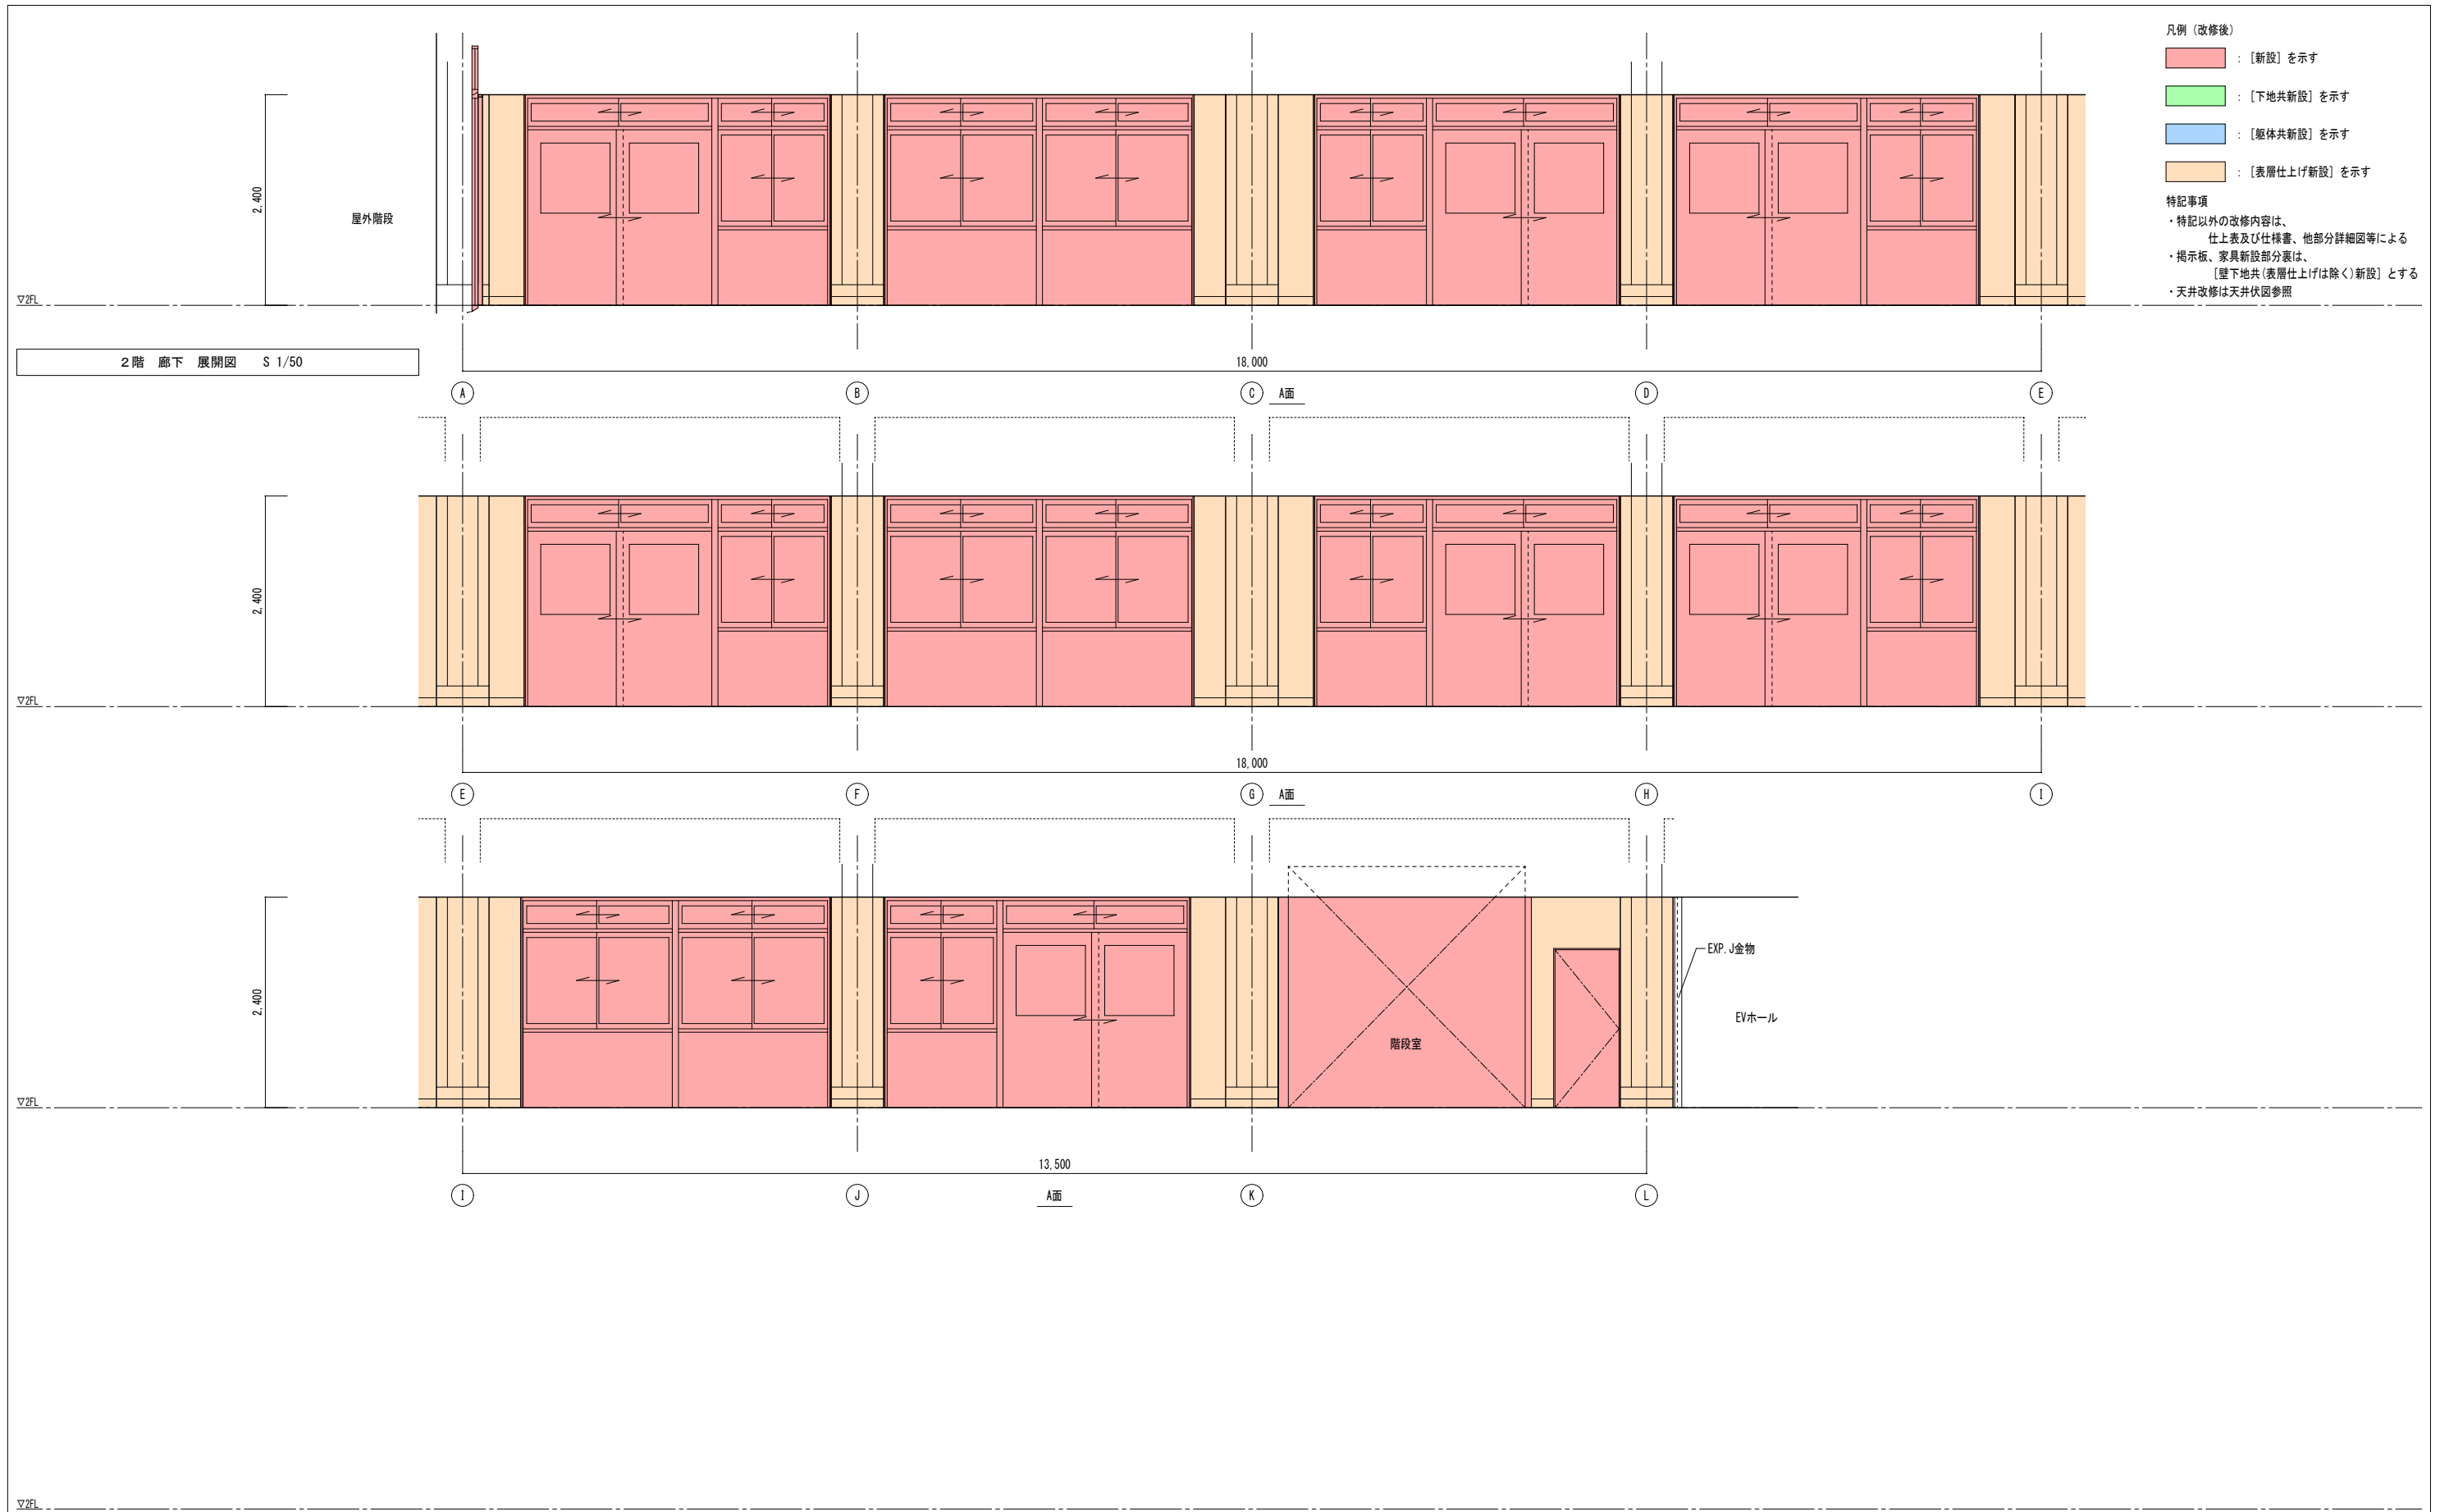 凡例（改修後）
：［新設］を示す
：［下地共新設］を示す
：［躯体共新設］を示す
：［表層仕上げ新設］を示す
特記事項
・特記以外の改修内容は、
仕上表及び仕様書、他部分詳細図等による
・掲示板、家具新設部分裏は、
［壁下地共(表層仕上げは除く)新設］とする
・天井改修は天井伏図参照
2,400
屋外階段
▽2FL
2階　廊下　展開図　　S 1/50
18,000
A B C A面 D E
2,400
▽2FL
18,000
E F G A面 H I
2,400
EXP.J金物
EVホール
階段室
▽2FL
13,500
I J A面 K L
▽2FL